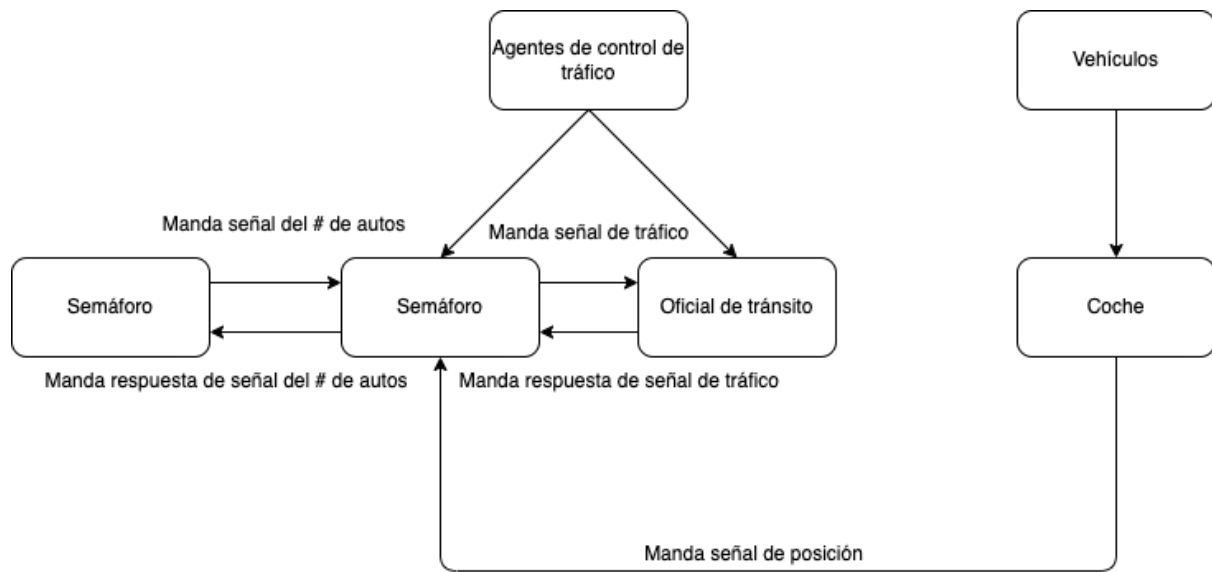 Agentes de control de
tráfico
Vehículos
Manda señal del # de autos
Manda señal de tráfico
Semáforo
Semáforo
Oficial de tránsito
Coche
Manda respuesta de señal del # de autos
Manda respuesta de señal de tráfico
Manda señal de posición